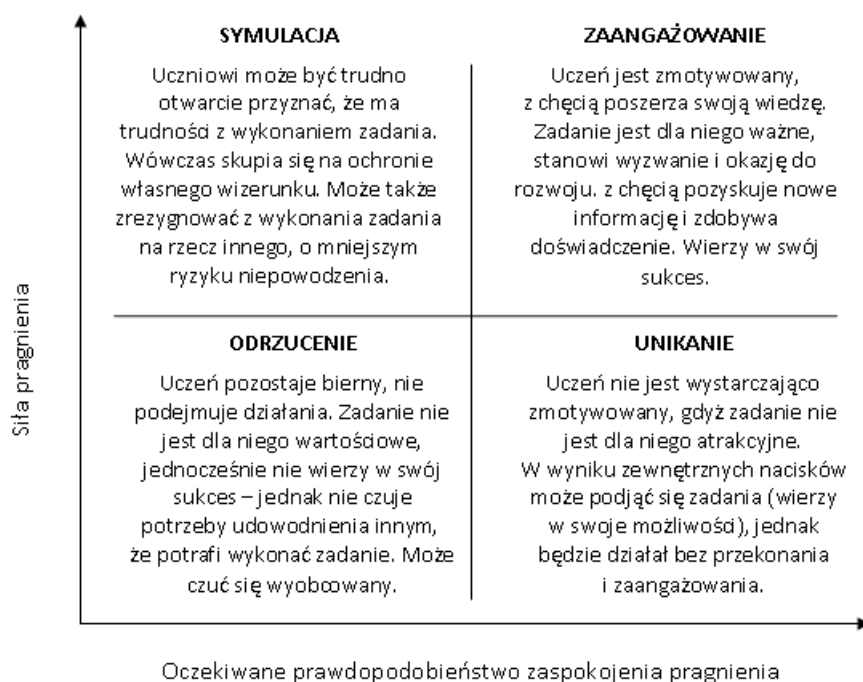 SYMULACJA
Uczniowi może być trudno
otwarcie przyznać, że ma
trudności z wykonaniem zadania.
Wówczas skupia się na ochronie
własnego wizerunku. Może także
zrezygnować z wykonania zadania
na rzecz innego, o mniejszym
ryzyku niepowodzenia.
ZAANGAŻOWANIE
Uczeń jest zmotywowany,
z chęcią poszerza swoją wiedzę.
Zadanie jest dla niego ważne,
stanowi wyzwanie i okazję do
rozwoju. z chęcią pozyskuje nowe
informację i zdobywa
doświadczenie. Wierzy w swój
sukces.
ODRZUCENIE
Uczeń pozostaje bierny, nie
podejmuje działania. Zadanie nie
jest dla niego wartościowe,
jednocześnie nie wierzy w swój
sukces – jednak nie czuje
potrzeby udowodnienia innym,
że potrafi wykonać zadanie. Może
czuć się wyobcowany.
UNIKANIE
Uczeń nie jest wystarczająco
zmotywowany, gdyż zadanie nie
jest dla niego atrakcyjne.
W wyniku zewnętrznych nacisków
może podjąć się zadania (wierzy
w swoje możliwości), jednak
będzie działał bez przekonania
i zaangażowania.
Siła pragnienia
Oczekiwane prawdopodobieństwo zaspokojenia pragnienia